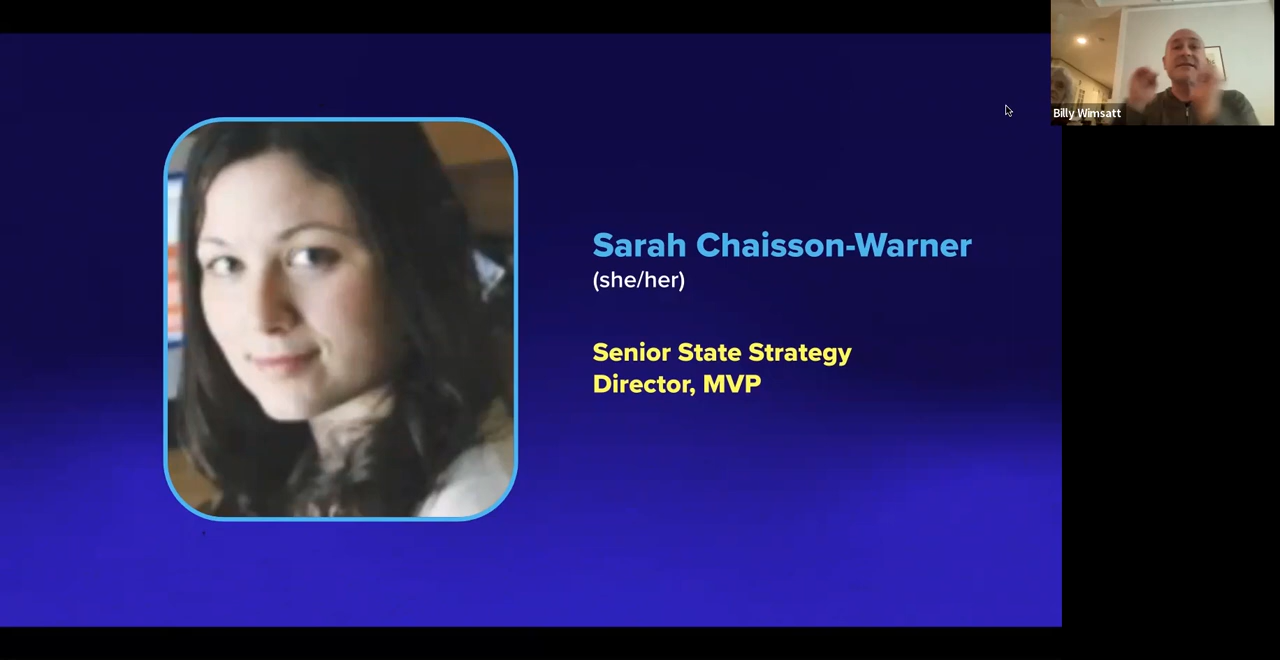 Sarah Chaisson-Warner
(she/her)
Senior State Strategy
Director, MVP
Billy Wimsatt